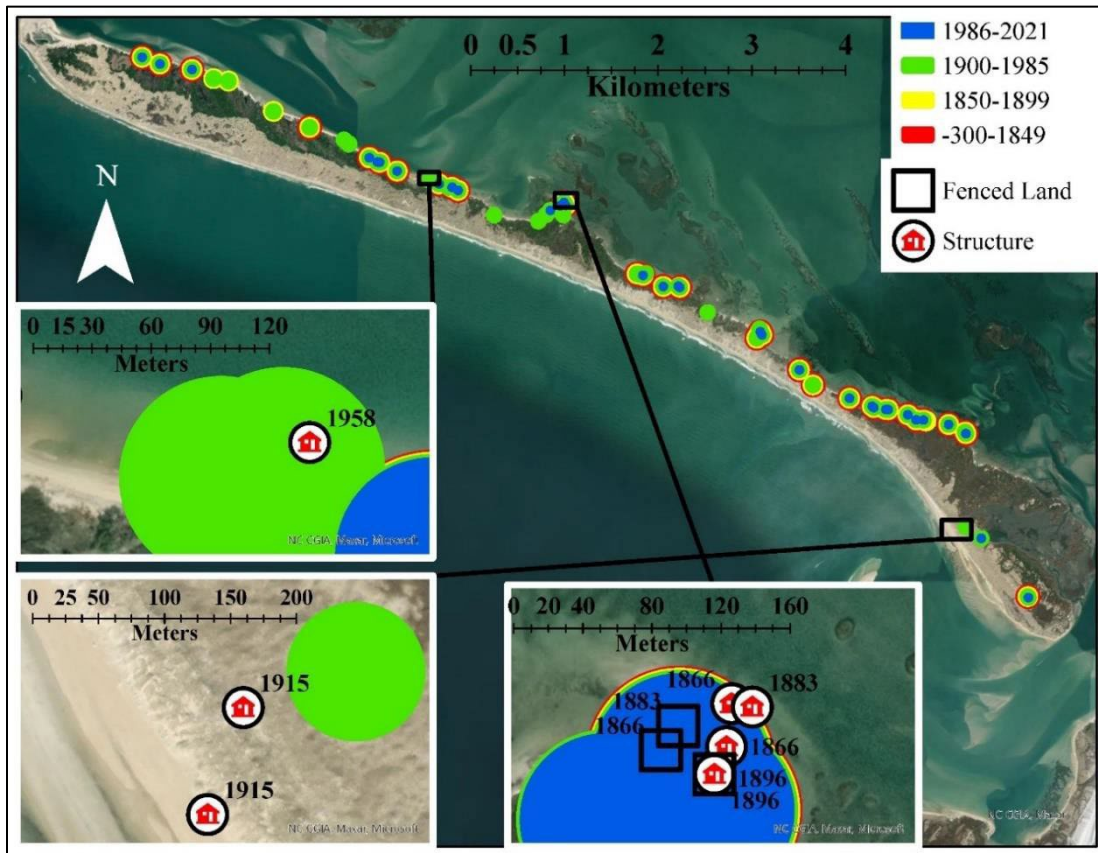 0 0.5 1 2 3 4
Kilometers
1986-2021
1900-1985
1850-1899
-300-1849
Fenced Land
Structure
N
0 15 30 60 90 120
Meters
1958
NC CGIA, Maxar, Microsoft
0 25 50 100 150 200
Meters
1915
1915
NC CGIA, Maxar, Microsoft
0 20 40 80 120 160
Meters
1866
1883
1883
1866
1866
1896
1896
NC CGIA, Maxar, Microsoft
NC CGIA, Maxar, Microsoft